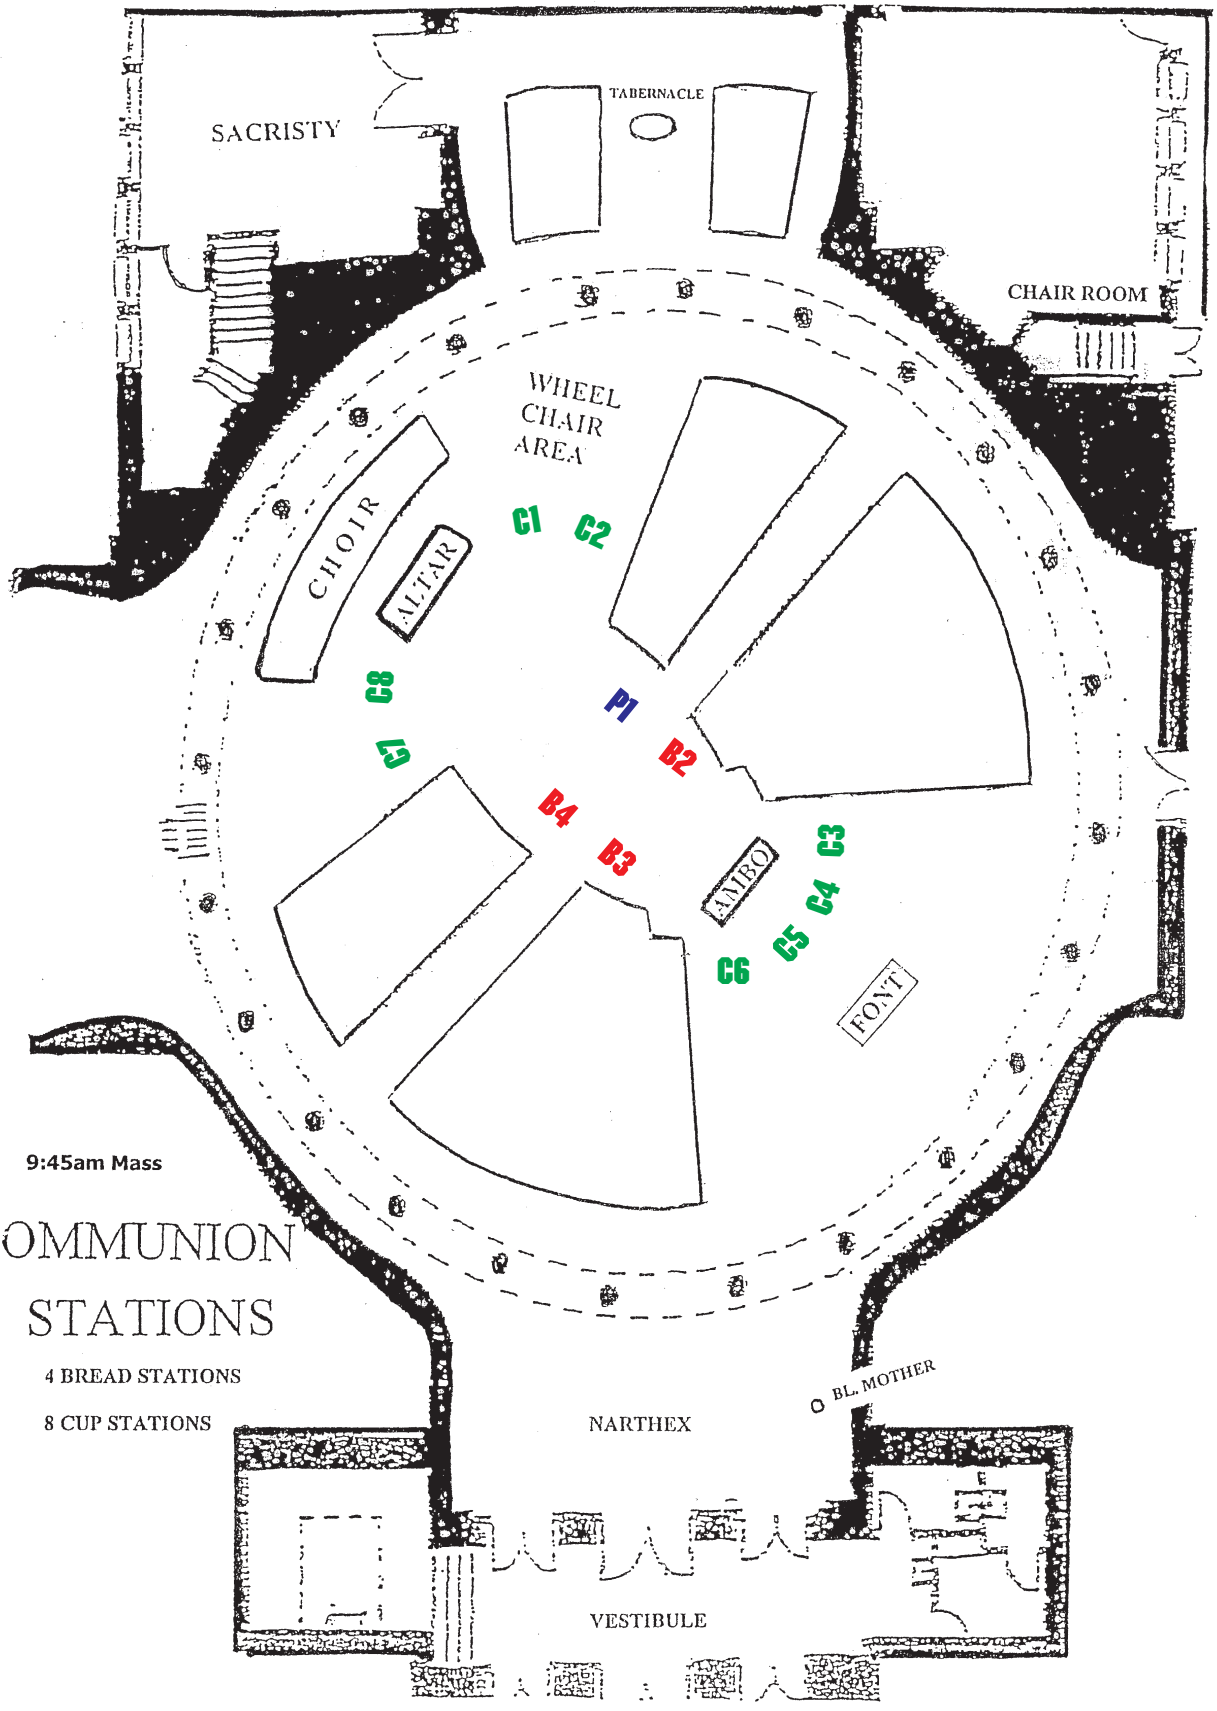 TABERNACLE
SACRISTY
CHAIR ROOM
WHEEL
CHAIR
AREA
CHOIR
ALTAR
C1
C2
C8
C7
P1
B2
B4
B3
C3
C4
C5
C6
AMBO
FONT
9:45am Mass
OMMUNION
STATIONS
4 BREAD STATIONS
8 CUP STATIONS
BL. MOTHER
NARTHEX
VESTIBULE